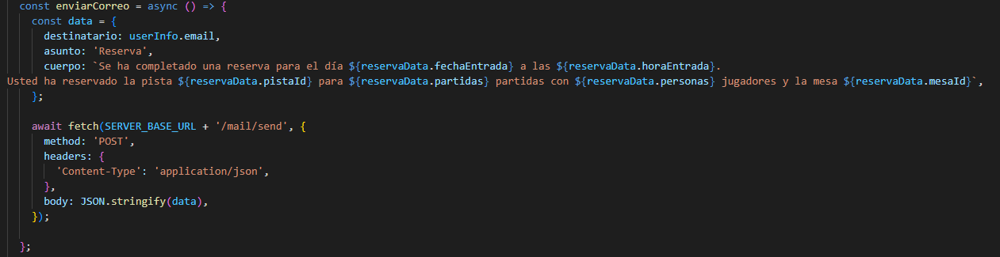 const enviarCorreo = async () => {
const data = {
destinatario: userInfo.email,
asunto: 'Reserva',
cuerpo: `Se ha completado una reserva para el día ${reservaData.fechaEntrada} a las ${reservaData.horaEntrada}.
Usted ha reservado la pista ${reservaData.pistaId} para ${reservaData.partidas} partidas con ${reservaData.personas} jugadores y la mesa ${reservaData.mesaId}`,
};
await fetch(SERVER_BASE_URL + '/mail/send', {
method: 'POST',
headers: {
'Content-Type': 'application/json',
},
body: JSON.stringify(data),
});
};